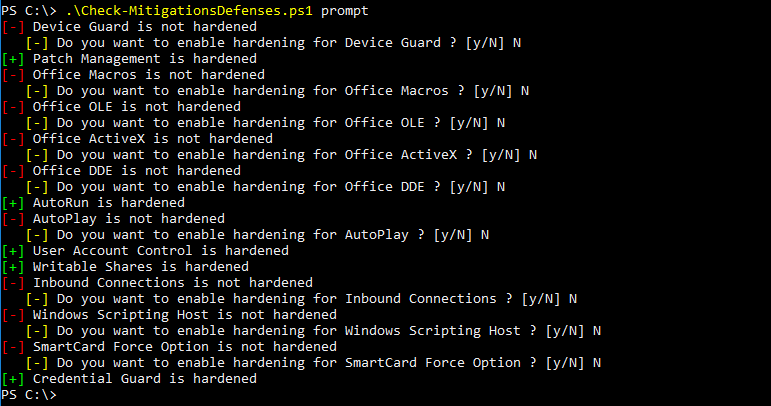 PS C:\> .\Check-MitigationsDefenses.ps1 prompt
[-] Device Guard is not hardened
[-] Do you want to enable hardening for Device Guard ? [y/N] N
[+] Patch Management is hardened
[-] Office Macros is not hardened
[-] Do you want to enable hardening for Office Macros ? [y/N] N
[-] Office OLE is not hardened
[-] Do you want to enable hardening for Office OLE ? [y/N] N
[-] Office ActiveX is not hardened
[-] Do you want to enable hardening for Office ActiveX ? [y/N] N
[-] Office DDE is not hardened
[-] Do you want to enable hardening for Office DDE ? [y/N] N
[+] AutoRun is hardened
[-] AutoPlay is not hardened
[-] Do you want to enable hardening for AutoPlay ? [y/N] N
[+] User Account Control is hardened
[+] Writable Shares is hardened
[-] Inbound Connections is not hardened
[-] Do you want to enable hardening for Inbound Connections ? [y/N] N
[-] Windows Scripting Host is not hardened
[-] Do you want to enable hardening for Windows Scripting Host ? [y/N] N
[-] SmartCard Force Option is not hardened
[-] Do you want to enable hardening for SmartCard Force Option ? [y/N] N
[+] Credential Guard is hardened
PS C:\>